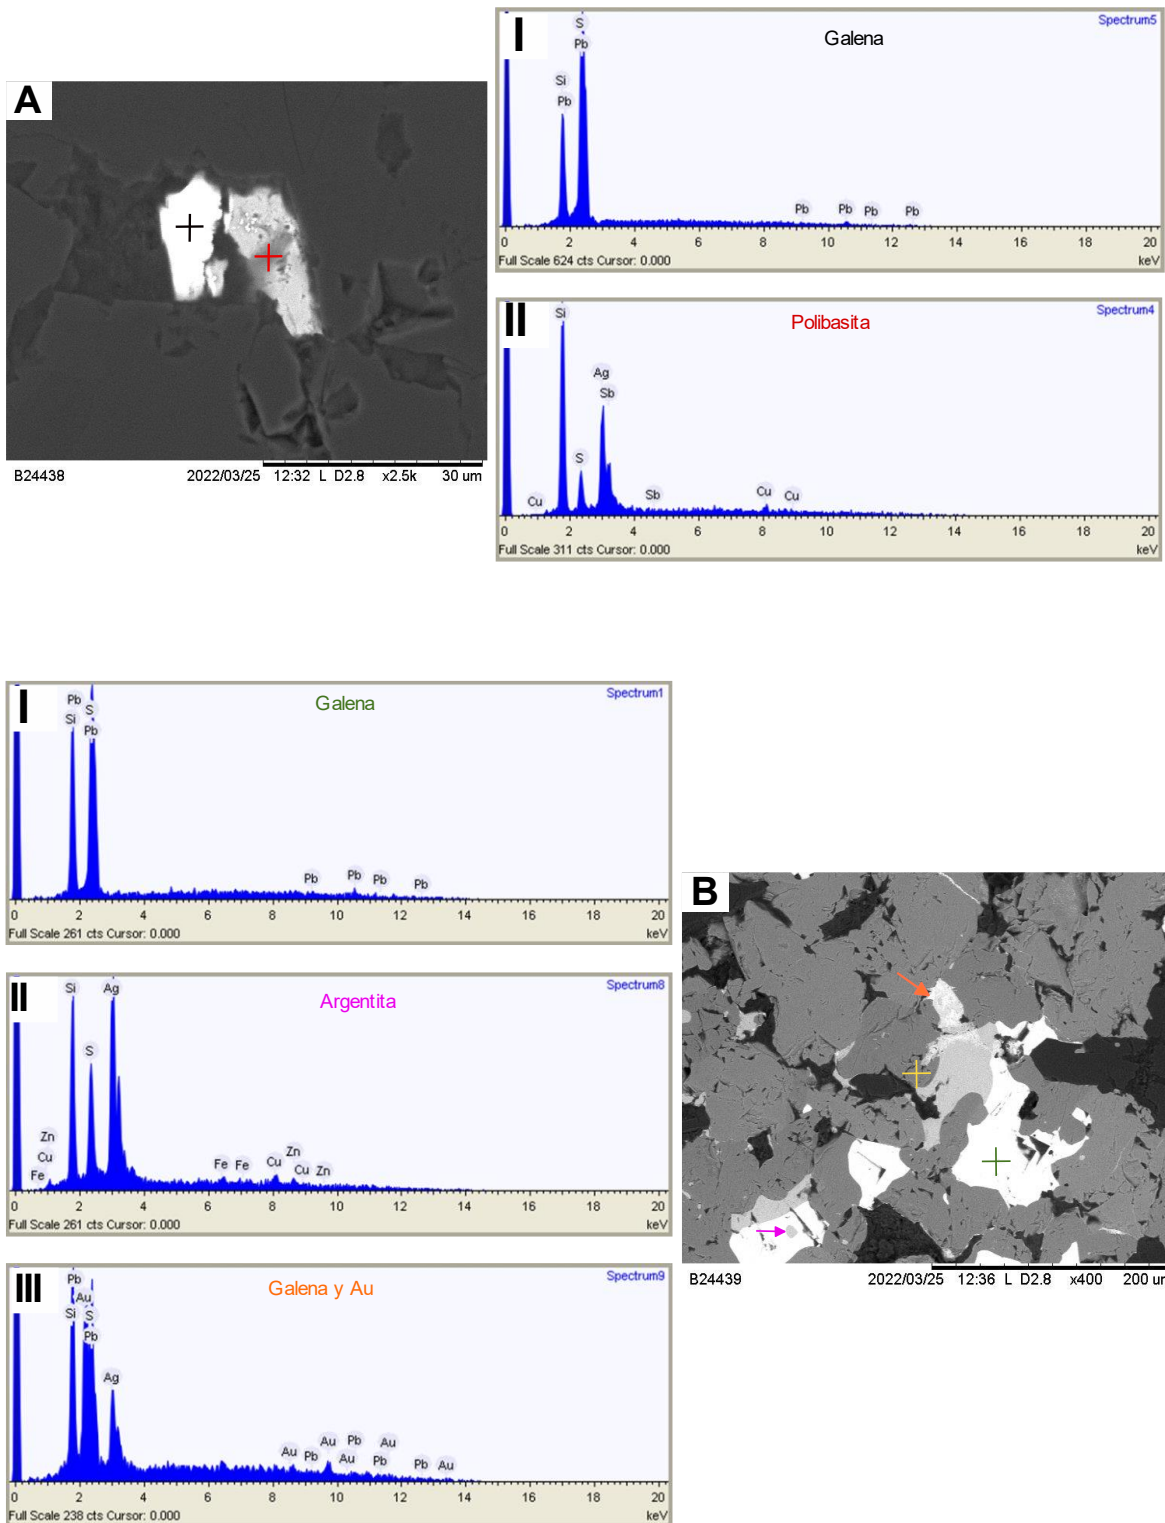 A
B24438 2022/03/25 12:32 L D2.8 x2.5k 30 um
I
Galena
Spectrum5
S
Pb
Si
Pb
Pb Pb Pb Pb
0 2 4 6 8 10 12 14 16 18 20
Full Scale 624 cts Cursor: 0.000 keV
II
Polibasita
Spectrum4
Si
Ag
Sb
S
Cu Sb Cu Cu
0 2 4 6 8 10 12 14 16 18 20
Full Scale 311 cts Cursor: 0.000 keV
I
Galena
Spectrum1
Pb S
Si Pb
Pb Pb Pb Pb
0 2 4 6 8 10 12 14 16 18 20
Full Scale 261 cts Cursor: 0.000 keV
II
Argentita
Spectrum8
Si Ag
S
Zn
Cu
Fe
Fe Fe Cu Zn Cu Zn
0 2 4 6 8 10 12 14 16 18 20
Full Scale 261 cts Cursor: 0.000 keV
III
Galena y Au
Spectrum9
Pb
Au
Si S
Pb
Ag
Au Pb Au Au Pb Pb Au Pb Au
0 2 4 6 8 10 12 14 16 18 20
Full Scale 238 cts Cursor: 0.000 keV
B
B24439 2022/03/25 12:36 L D2.8 x400 200 um